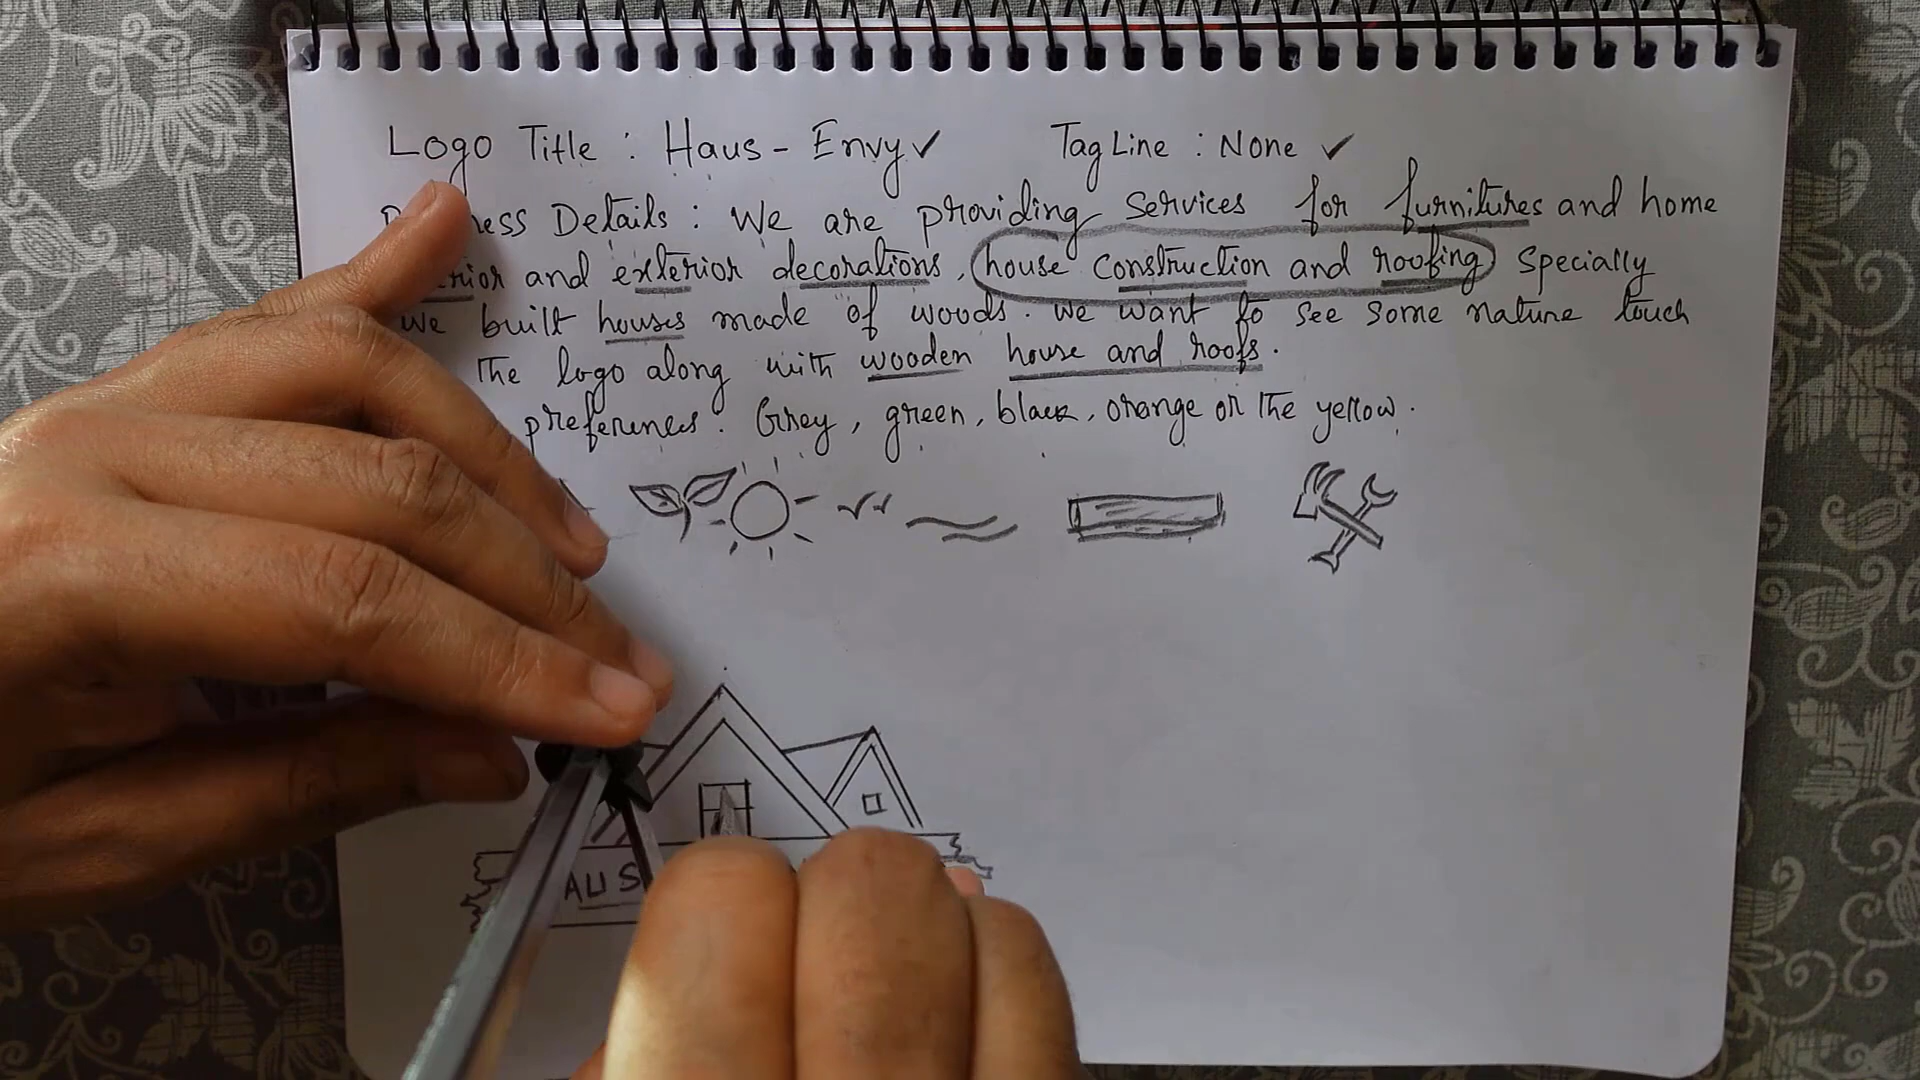 Logo Title : Haus - Envy ✓ Tag Line : None ✓
ness Details : We are providing services for furnitures and home
rior and exterior decorations, house construction and roofing specially
we built houses made of woods. we want to see some nature touch
the logo along with wooden house and roofs.
preferences. Grey, green, black, orange or the yellow.
AUS